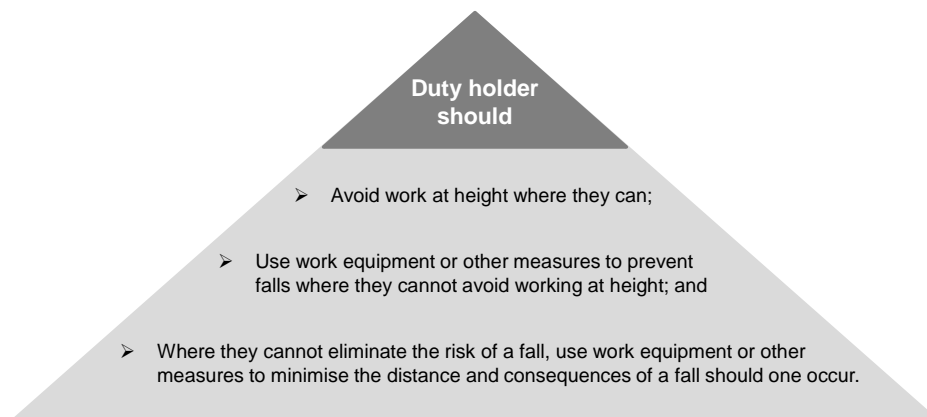 Duty holder
should
➢ Avoid work at height where they can;
➢ Use work equipment or other measures to prevent
falls where they cannot avoid working at height; and
➢ Where they cannot eliminate the risk of a fall, use work equipment or other
measures to minimise the distance and consequences of a fall should one occur.